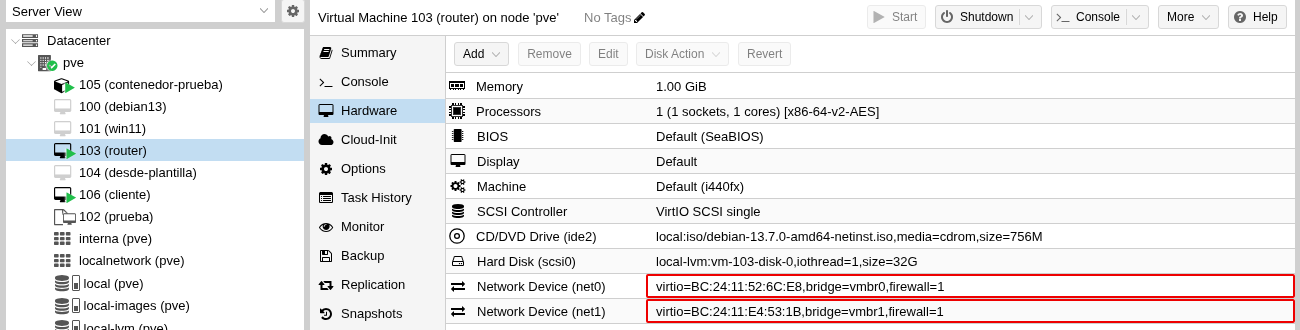 Server View
Datacenter
pve
105 (contenedor-prueba)
100 (debian13)
101 (win11)
103 (router)
104 (desde-plantilla)
106 (cliente)
102 (prueba)
interna (pve)
localnetwork (pve)
local (pve)
local-images (pve)
local-lvm (pve)
Virtual Machine 103 (router) on node 'pve' No Tags Start Shutdown Console More Help
Summary
Console
Hardware
Cloud-Init
Options
Task History
Monitor
Backup
Replication
Snapshots
Add Remove Edit Disk Action Revert
Memory 1.00 GiB
Processors 1 (1 sockets, 1 cores) [x86-64-v2-AES]
BIOS Default (SeaBIOS)
Display Default
Machine Default (i440fx)
SCSI Controller VirtIO SCSI single
CD/DVD Drive (ide2) local:iso/debian-13.7.0-amd64-netinst.iso,media=cdrom,size=756M
Hard Disk (scsi0) local-lvm:vm-103-disk-0,iothread=1,size=32G
Network Device (net0) virtio=BC:24:11:52:6C:E8,bridge=vmbr0,firewall=1
Network Device (net1) virtio=BC:24:11:E4:53:1B,bridge=vmbr1,firewall=1